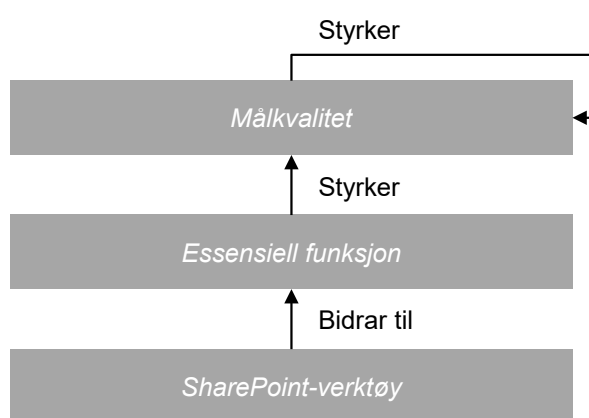 Styrker
Målkvalitet
Styrker
Essensiell funksjon
Bidrar til
SharePoint-verktøy